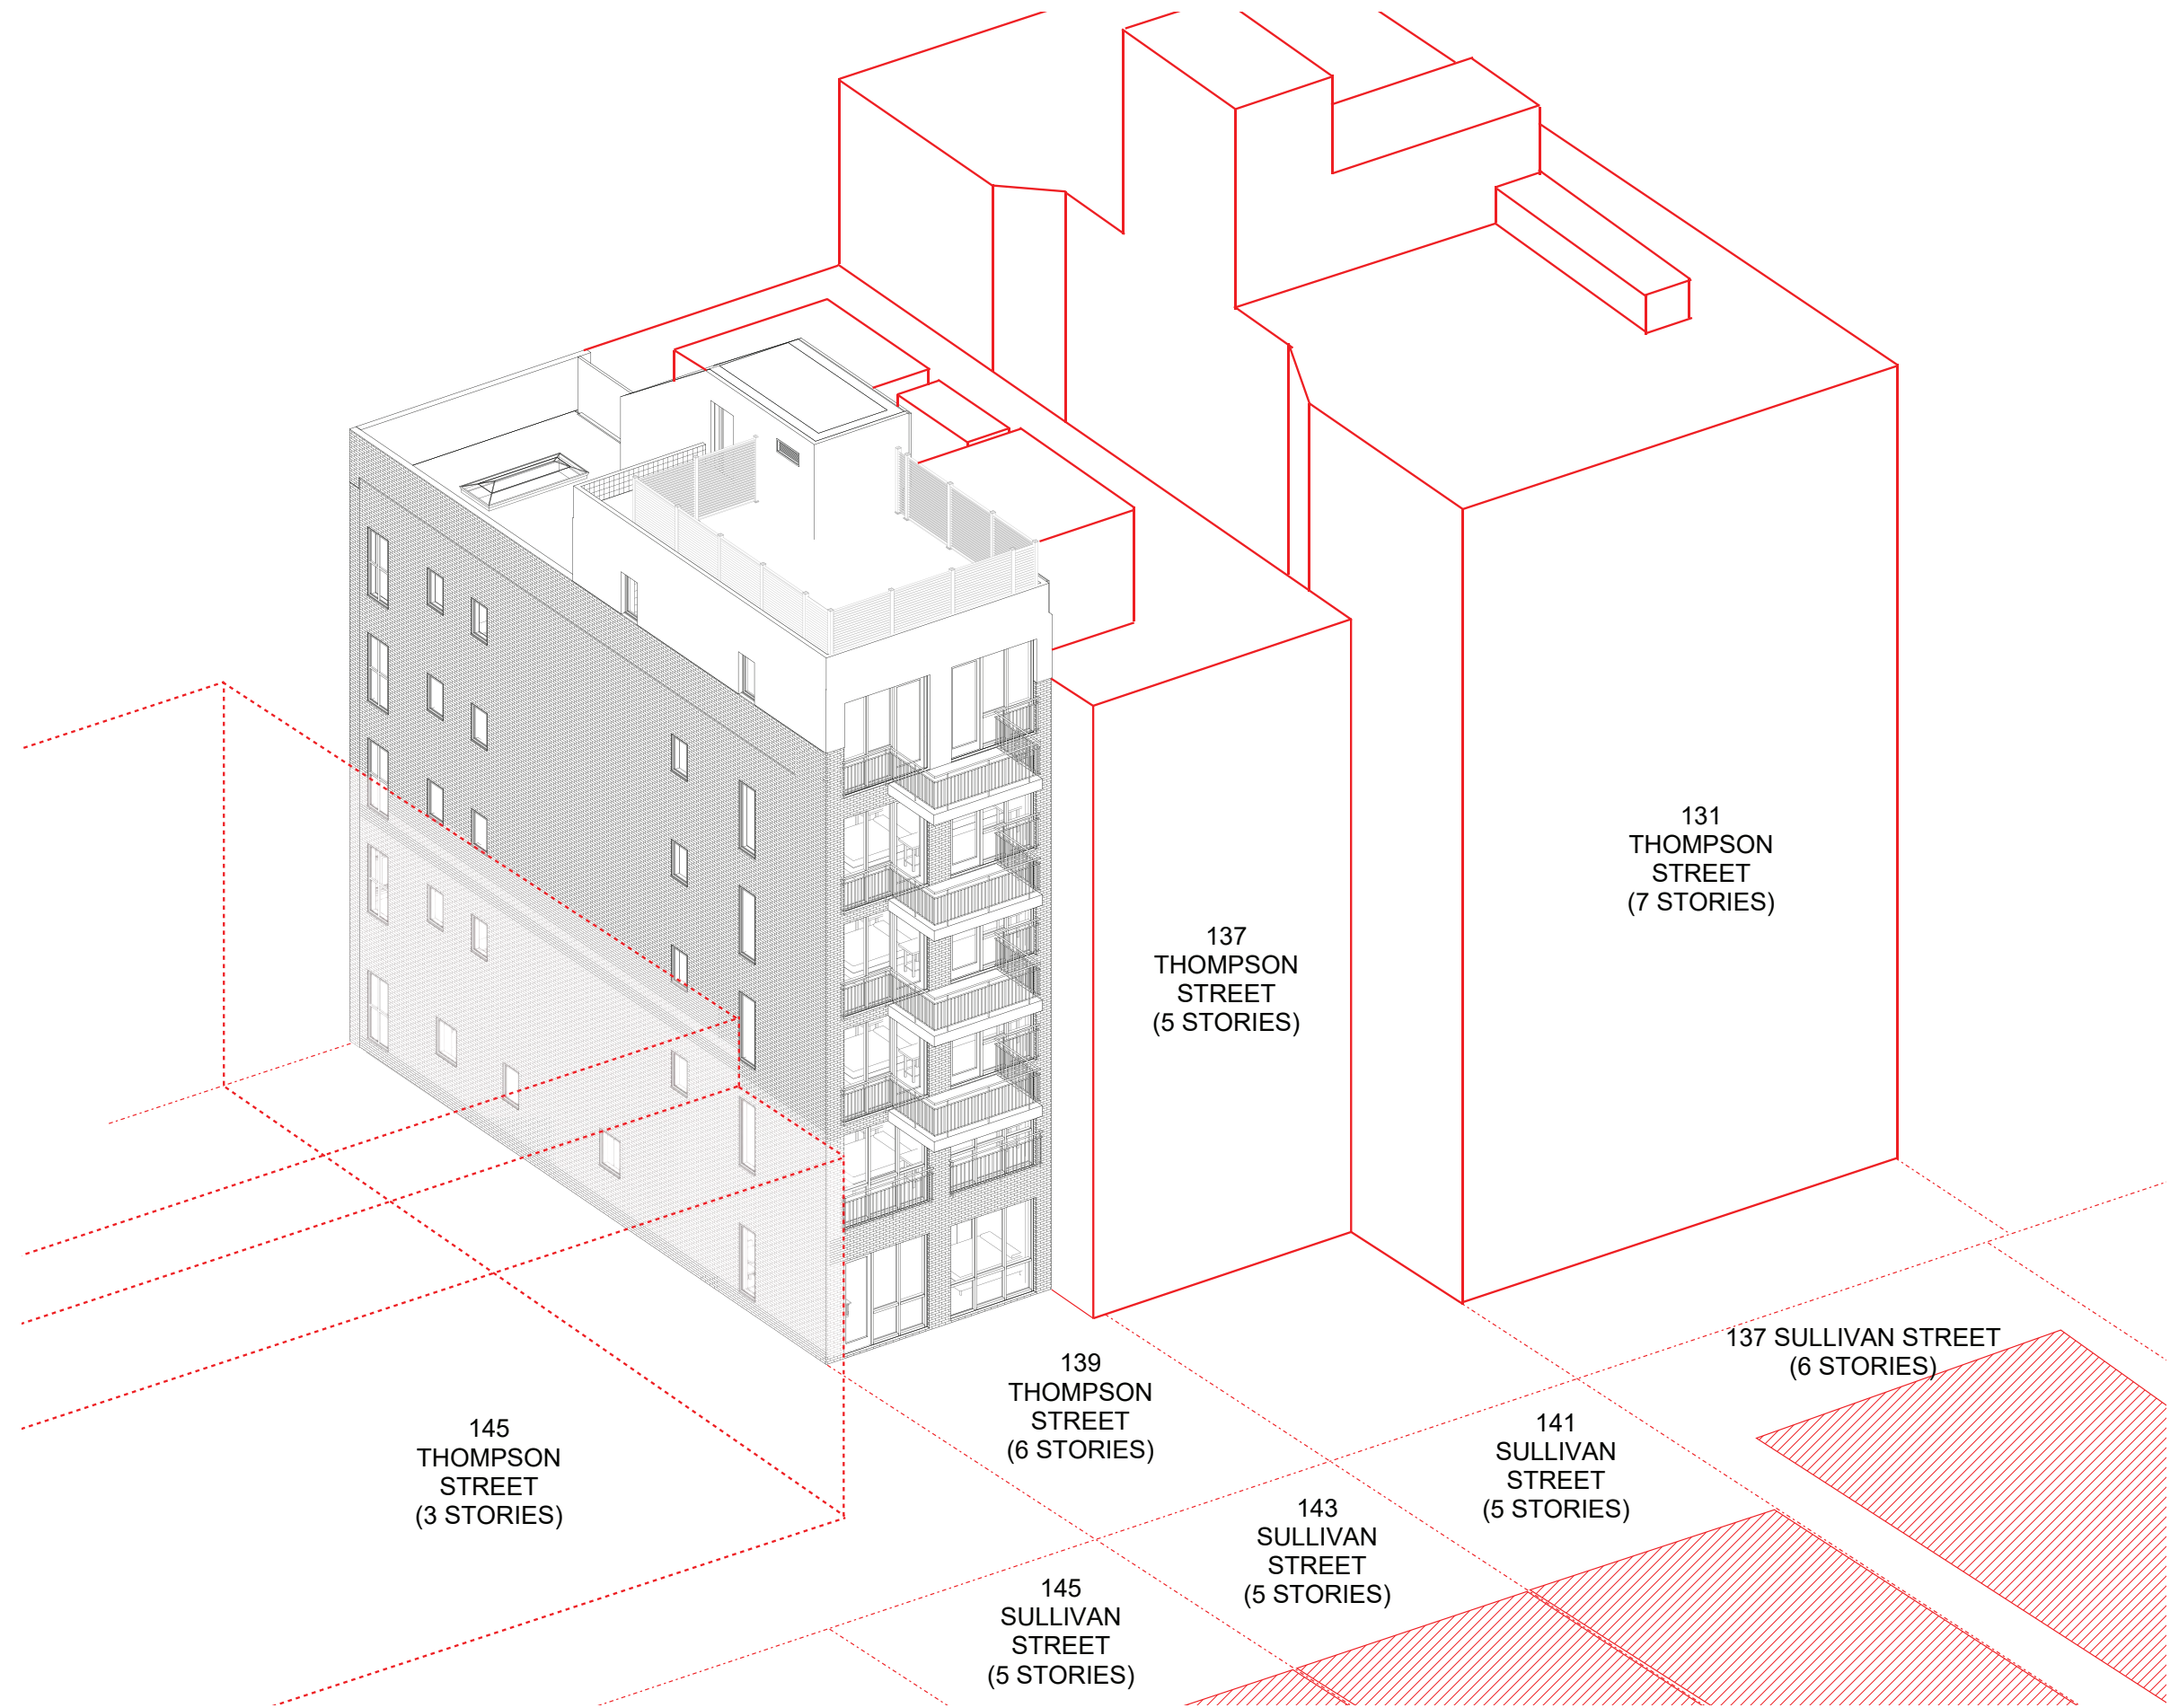 131
THOMPSON
STREET
(7 STORIES)
137
THOMPSON
STREET
(5 STORIES)
137 SULLIVAN STREET
(6 STORIES)
139
THOMPSON
STREET
(6 STORIES)
141
SULLIVAN
STREET
(5 STORIES)
145
THOMPSON
STREET
(3 STORIES)
143
SULLIVAN
STREET
(5 STORIES)
145
SULLIVAN
STREET
(5 STORIES)